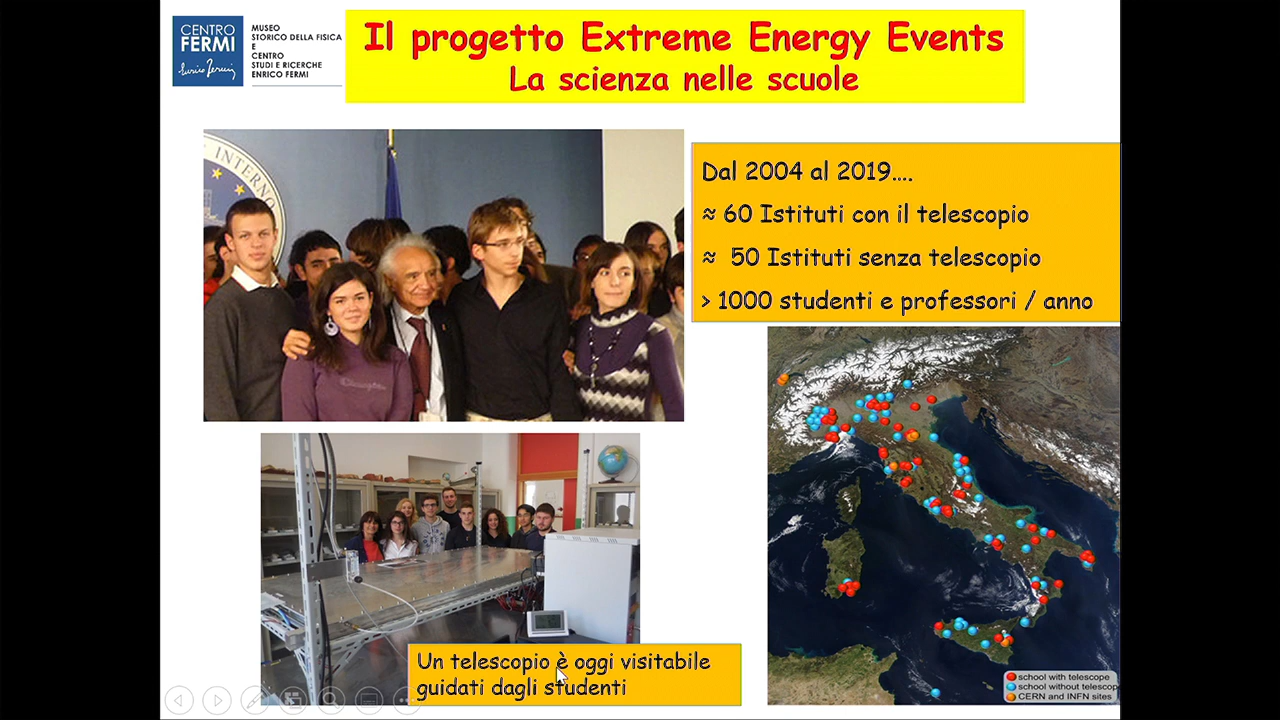 CENTRO
FERMI
MUSEO
STORICO DELLA FISICA
E
CENTRO
STUDI E RICERCHE
ENRICO FERMI
Il progetto Extreme Energy Events
La scienza nelle scuole
INTERNO
Dal 2004 al 2019....
≈ 60 Istituti con il telescopio
≈ 50 Istituti senza telescopio
> 1000 studenti e professori / anno
Champion
Un telescopio è oggi visitabile
guidati dagli studenti
school with telescope
school without telescop
CERN and INFN sites